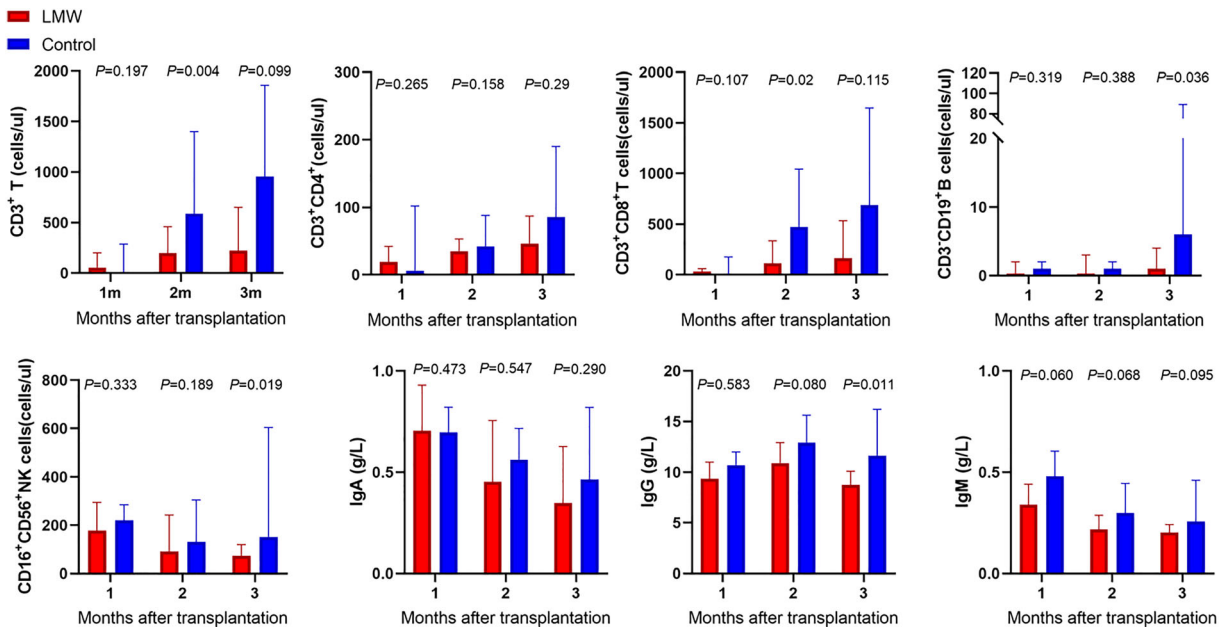 LMW
Control
P=0.197 P=0.004 P=0.099
2000
1500
1000
500
0
CD3⁺ T (cells/ul)
1m 2m 3m
Months after transplantation
P=0.265 P=0.158 P=0.29
300
200
100
0
CD3⁺CD4⁺(cells/ul)
1 2 3
Months after transplantation
P=0.107 P=0.02 P=0.115
2000
1500
1000
500
0
CD3⁺CD8⁺T cells(cells/ul)
1 2 3
Months after transplantation
P=0.319 P=0.388 P=0.036
140
120
100
80
20
10
0
CD3⁻CD19⁺B cells(cells/ul)
1 2 3
Months after transplantation
P=0.333 P=0.189 P=0.019
800
600
400
200
0
CD16⁺CD56⁺NK cells(cells/ul)
1 2 3
Months after transplantation
P=0.473 P=0.547 P=0.290
1.0
0.5
0.0
IgA (g/L)
1 2 3
Months after transplantation
P=0.583 P=0.080 P=0.011
20
15
10
5
0
IgG (g/L)
1 2 3
Months after transplantation
P=0.060 P=0.068 P=0.095
1.0
0.5
0.0
IgM (g/L)
1 2 3
Months after transplantation